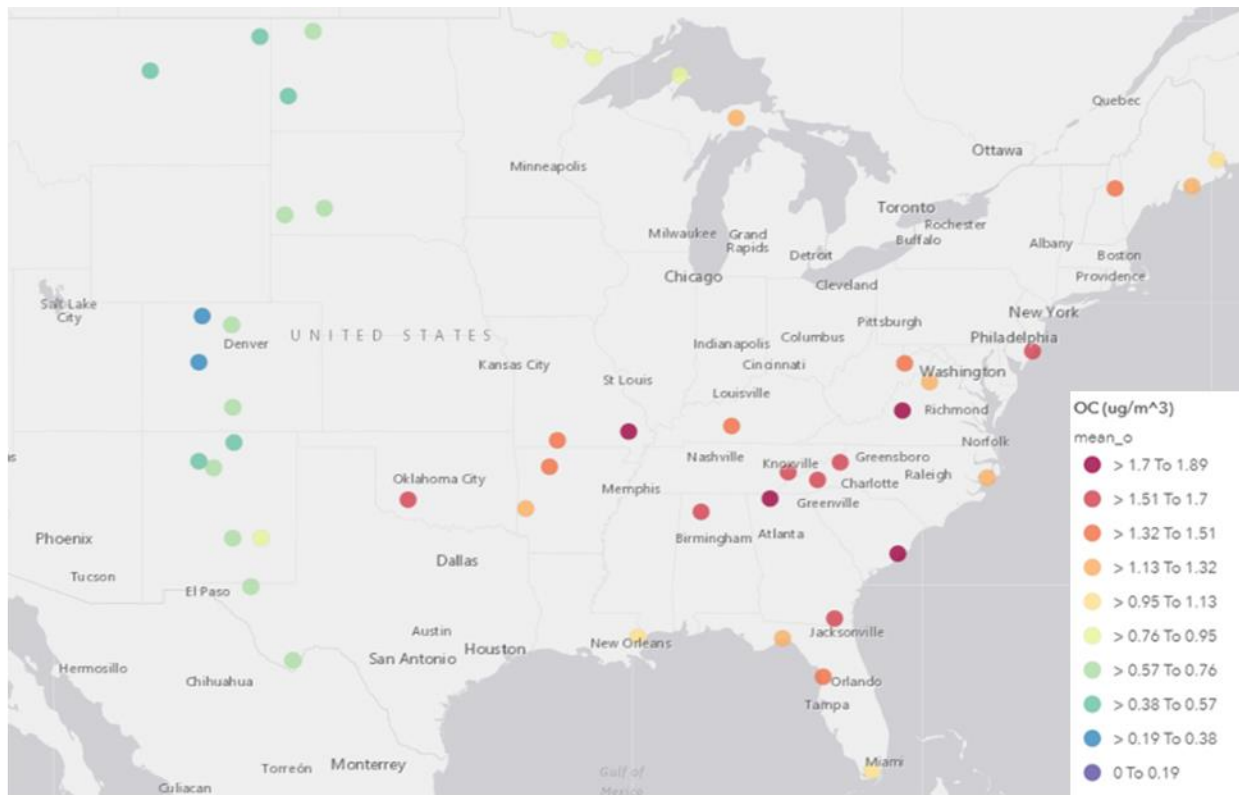 Quebec
Ottawa
Minneapolis
Toronto
Rochester
Milwaukee
Grand
Rapids
Buffalo
Albany
Detroit
Boston
Chicago
Providence
Cleveland
Salt Lake
City
New York
Pittsburgh
UNITED STATES
Columbus
Philadelphia
Denver
Indianapolis
Kansas City
Cincinnati
Washington
St Louis
Louisville
Richmond
Norfolk
Nashville
Knoxville
Greensboro
Raleigh
Oklahoma City
Charlotte
Memphis
Greenville
Phoenix
Birmingham
Atlanta
Dallas
Tucson
El Paso
Austin
Jacksonville
New Orleans
Houston
San Antonio
Hermosillo
Chihuahua
Orlando
Tampa
Miami
Torreón
Monterrey
Gulf of
Mexico
Culiacan
OC (ug/m^3)
mean_o
> 1.7 To 1.89
> 1.51 To 1.7
> 1.32 To 1.51
> 1.13 To 1.32
> 0.95 To 1.13
> 0.76 To 0.95
> 0.57 To 0.76
> 0.38 To 0.57
> 0.19 To 0.38
0 To 0.19